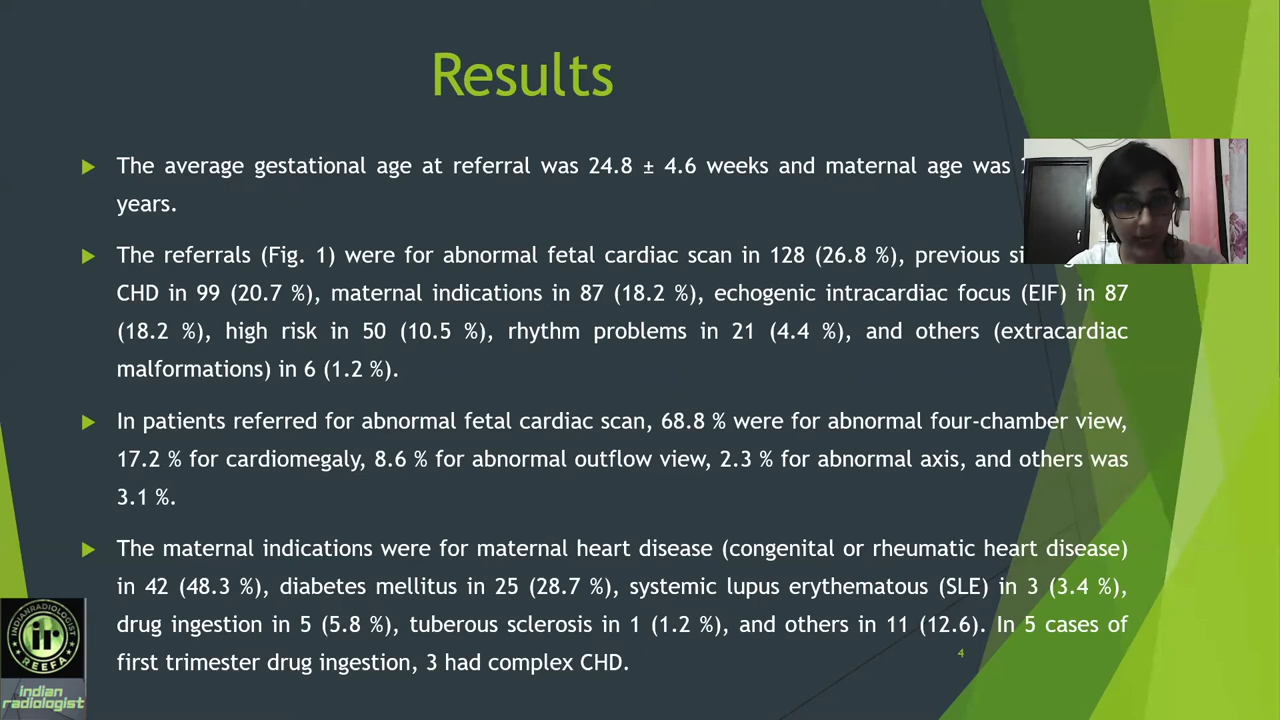 Results
The average gestational age at referral was 24.8 ± 4.6 weeks and maternal age was
years.
The referrals (Fig. 1) were for abnormal fetal cardiac scan in 128 (26.8 %), previous
CHD in 99 (20.7 %), maternal indications in 87 (18.2 %), echogenic intracardiac focus (EIF) in 87
(18.2 %), high risk in 50 (10.5 %), rhythm problems in 21 (4.4 %), and others (extracardiac
malformations) in 6 (1.2 %).
In patients referred for abnormal fetal cardiac scan, 68.8 % were for abnormal four-chamber view,
17.2 % for cardiomegaly, 8.6 % for abnormal outflow view, 2.3 % for abnormal axis, and others was
3.1 %.
The maternal indications were for maternal heart disease (congenital or rheumatic heart disease)
in 42 (48.3 %), diabetes mellitus in 25 (28.7 %), systemic lupus erythematous (SLE) in 3 (3.4 %),
drug ingestion in 5 (5.8 %), tuberous sclerosis in 1 (1.2 %), and others in 11 (12.6). In 5 cases of
first trimester drug ingestion, 3 had complex CHD.
4
INDIANRADIOLOGIST
ir
REEFA
indian
radiologist